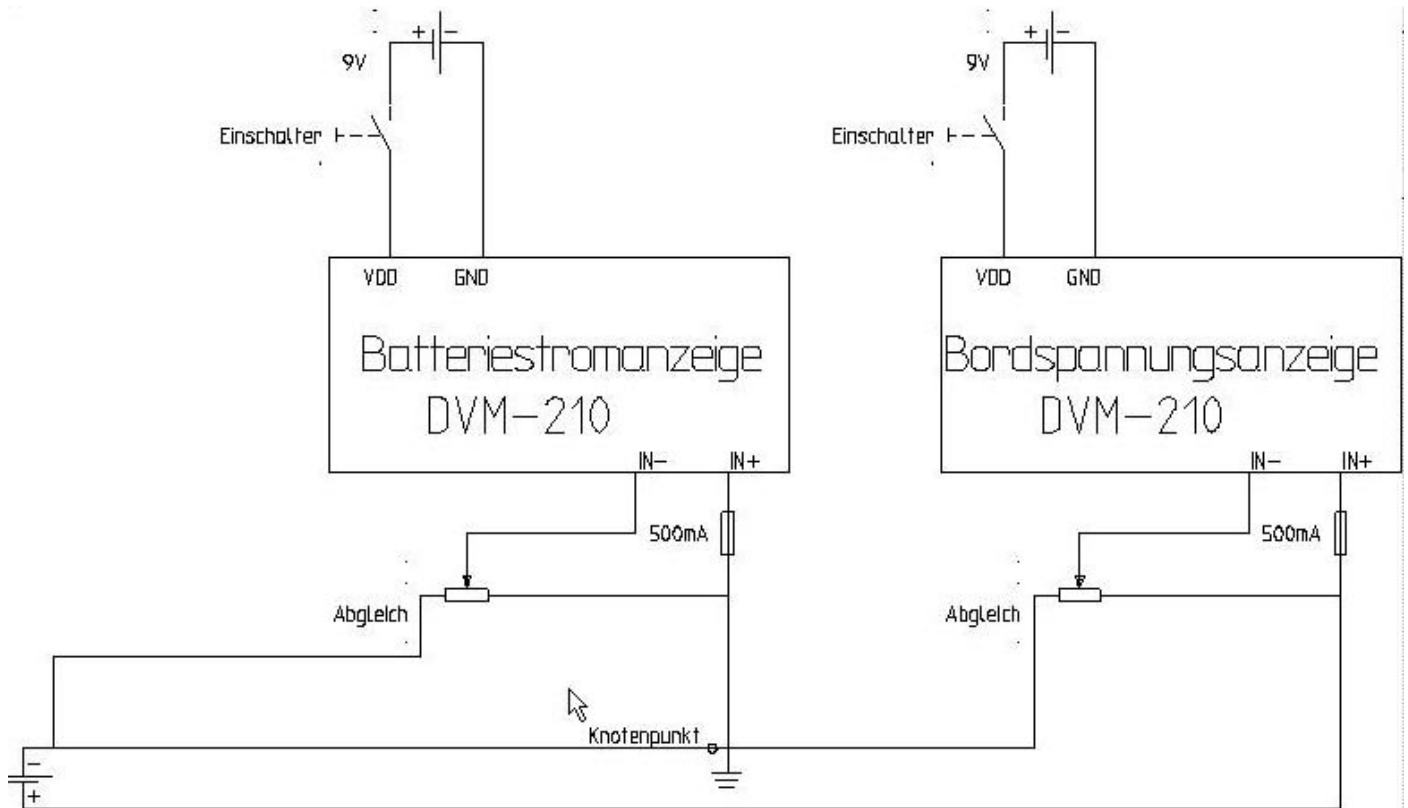 + -
9V
Einschalter
VDD GND
Batteriestromanzeige
DVM-210
IN- IN+
500mA
Abgleich
+ -
9V
Einschalter
VDD GND
Bordspannungsanzeige
DVM-210
IN- IN+
500mA
Abgleich
Knotenpunkt
-
+